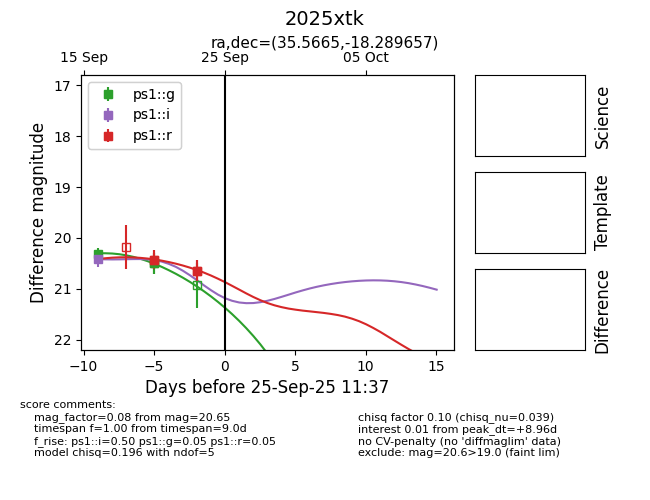 2025xtk
ra,dec=(35.5665,-18.289657)
15 Sep
25 Sep
05 Oct
17
18
19
20
21
22
Difference magnitude
ps1::g
ps1::i
ps1::r
−10
−5
0
5
10
15
Days before 25-Sep-25 11:37
Science
Template
Difference
score comments:
mag_factor=0.08 from mag=20.65
timespan f=1.00 from timespan=9.0d
f_rise: ps1::i=0.50 ps1::g=0.05 ps1::r=0.05
model chisq=0.196 with ndof=5
chisq factor 0.10 (chisq_nu=0.039)
interest 0.01 from peak_dt=+8.96d
no CV-penalty (no 'diffmaglim' data)
exclude: mag=20.6>19.0 (faint lim)